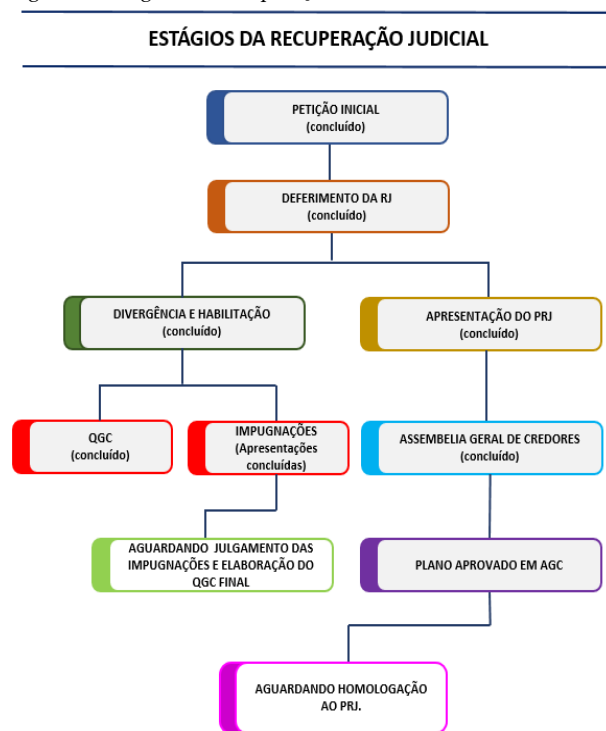 ESTÁGIOS DA RECUPERAÇÃO JUDICIAL
PETIÇÃO INICIAL
(concluído)
DEFERIMENTO DA RJ
(concluído)
DIVERGÊNCIA E HABILITAÇÃO
(concluído)
APRESENTAÇÃO DO PRJ
(concluído)
QGC
(concluído)
IMPUGNAÇÕES
(Apresentações
concluídas)
ASSEMBELIA GERAL DE CREDORES
(concluído)
AGUARDANDO JULGAMENTO DAS
IMPUGNAÇÕES E ELABORAÇÃO DO
QGC FINAL
PLANO APROVADO EM AGC
AGUARDANDO HOMOLOGAÇÃO
AO PRJ.